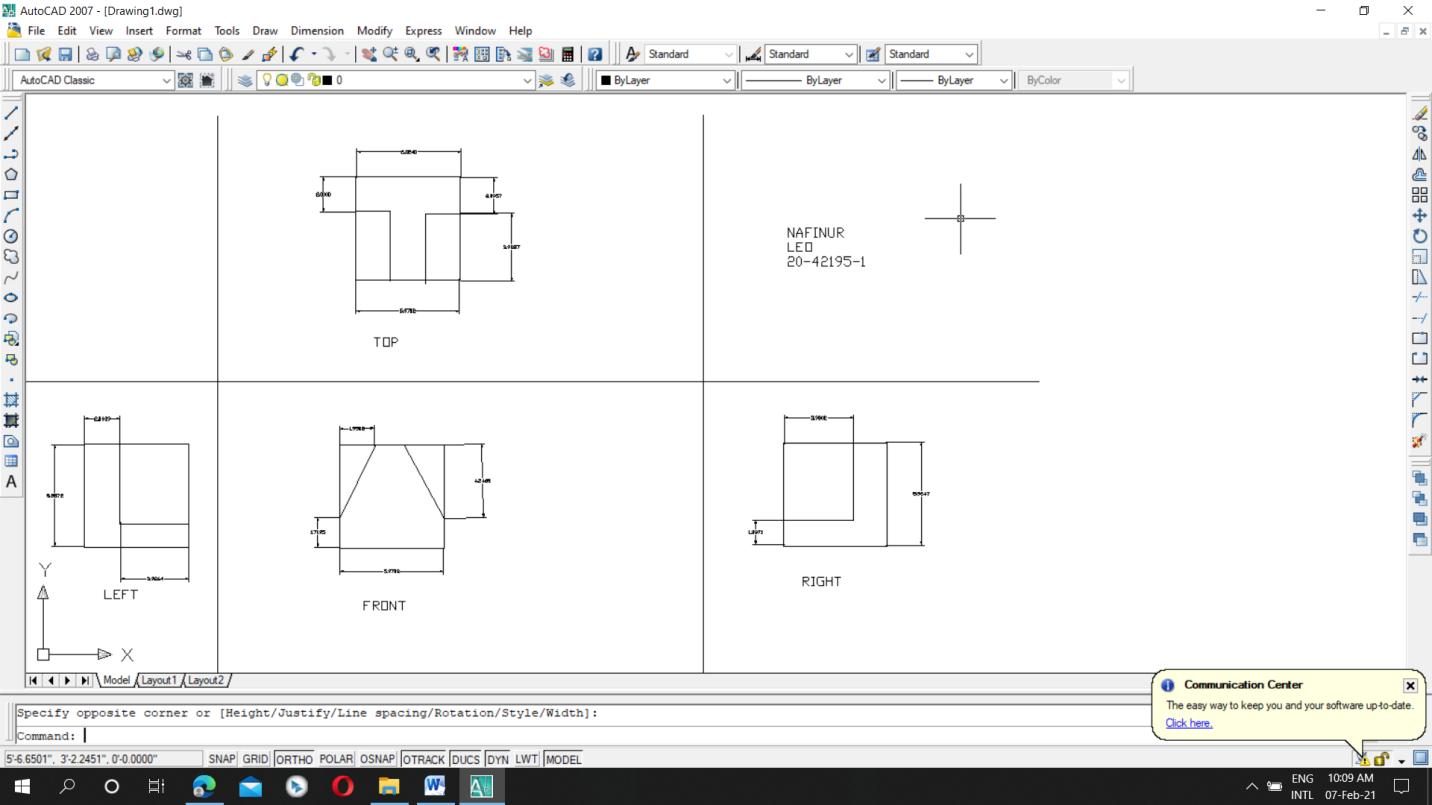 AutoCAD 2007 - [Drawing1.dwg]
File Edit View Insert Format Tools Draw Dimension Modify Express Window Help
Standard Standard Standard
AutoCAD Classic 0 ByLayer ByLayer ByLayer ByColor
NAFINUR
LEO
20-42195-1
TOP
LEFT
FRONT
RIGHT
Y
X
Model Layout1 Layout2
Communication Center
The easy way to keep you and your software up-to-date.
Click here.
Specify opposite corner or [Height/Justify/Line spacing/Rotation/Style/Width]:
Command:
5'-6.6501", 3'-2.2451", 0'-0.0000" SNAP GRID ORTHO POLAR OSNAP OTRACK DUCS DYN LWT MODEL
ENG 10:09 AM
INTL 07-Feb-21